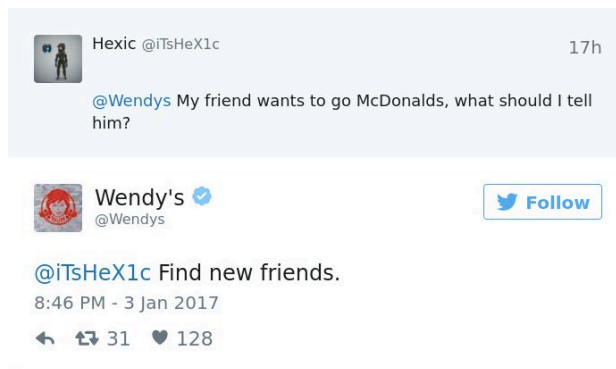 Hexic @iTsHeX1c
17h
@Wendys My friend wants to go McDonalds, what should I tell
him?
Wendy's
@Wendys
Follow
@iTsHeX1c Find new friends.
8:46 PM - 3 Jan 2017
31 128